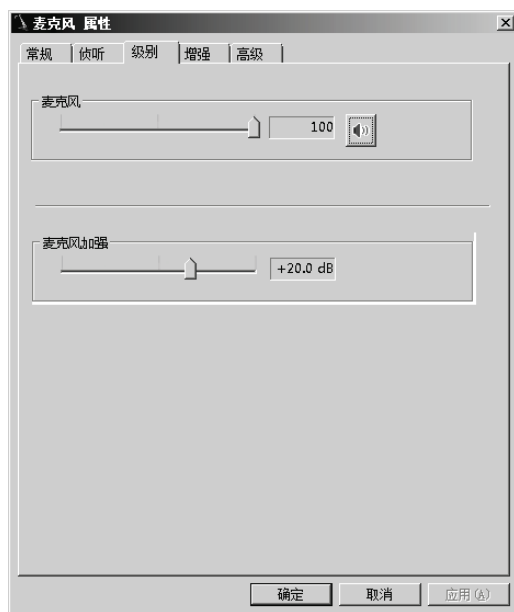 麦克风 属性
常规 侦听 级别 增强 高级
麦克风
100
麦克风加强
+20.0 dB
确定 取消 应用(A)